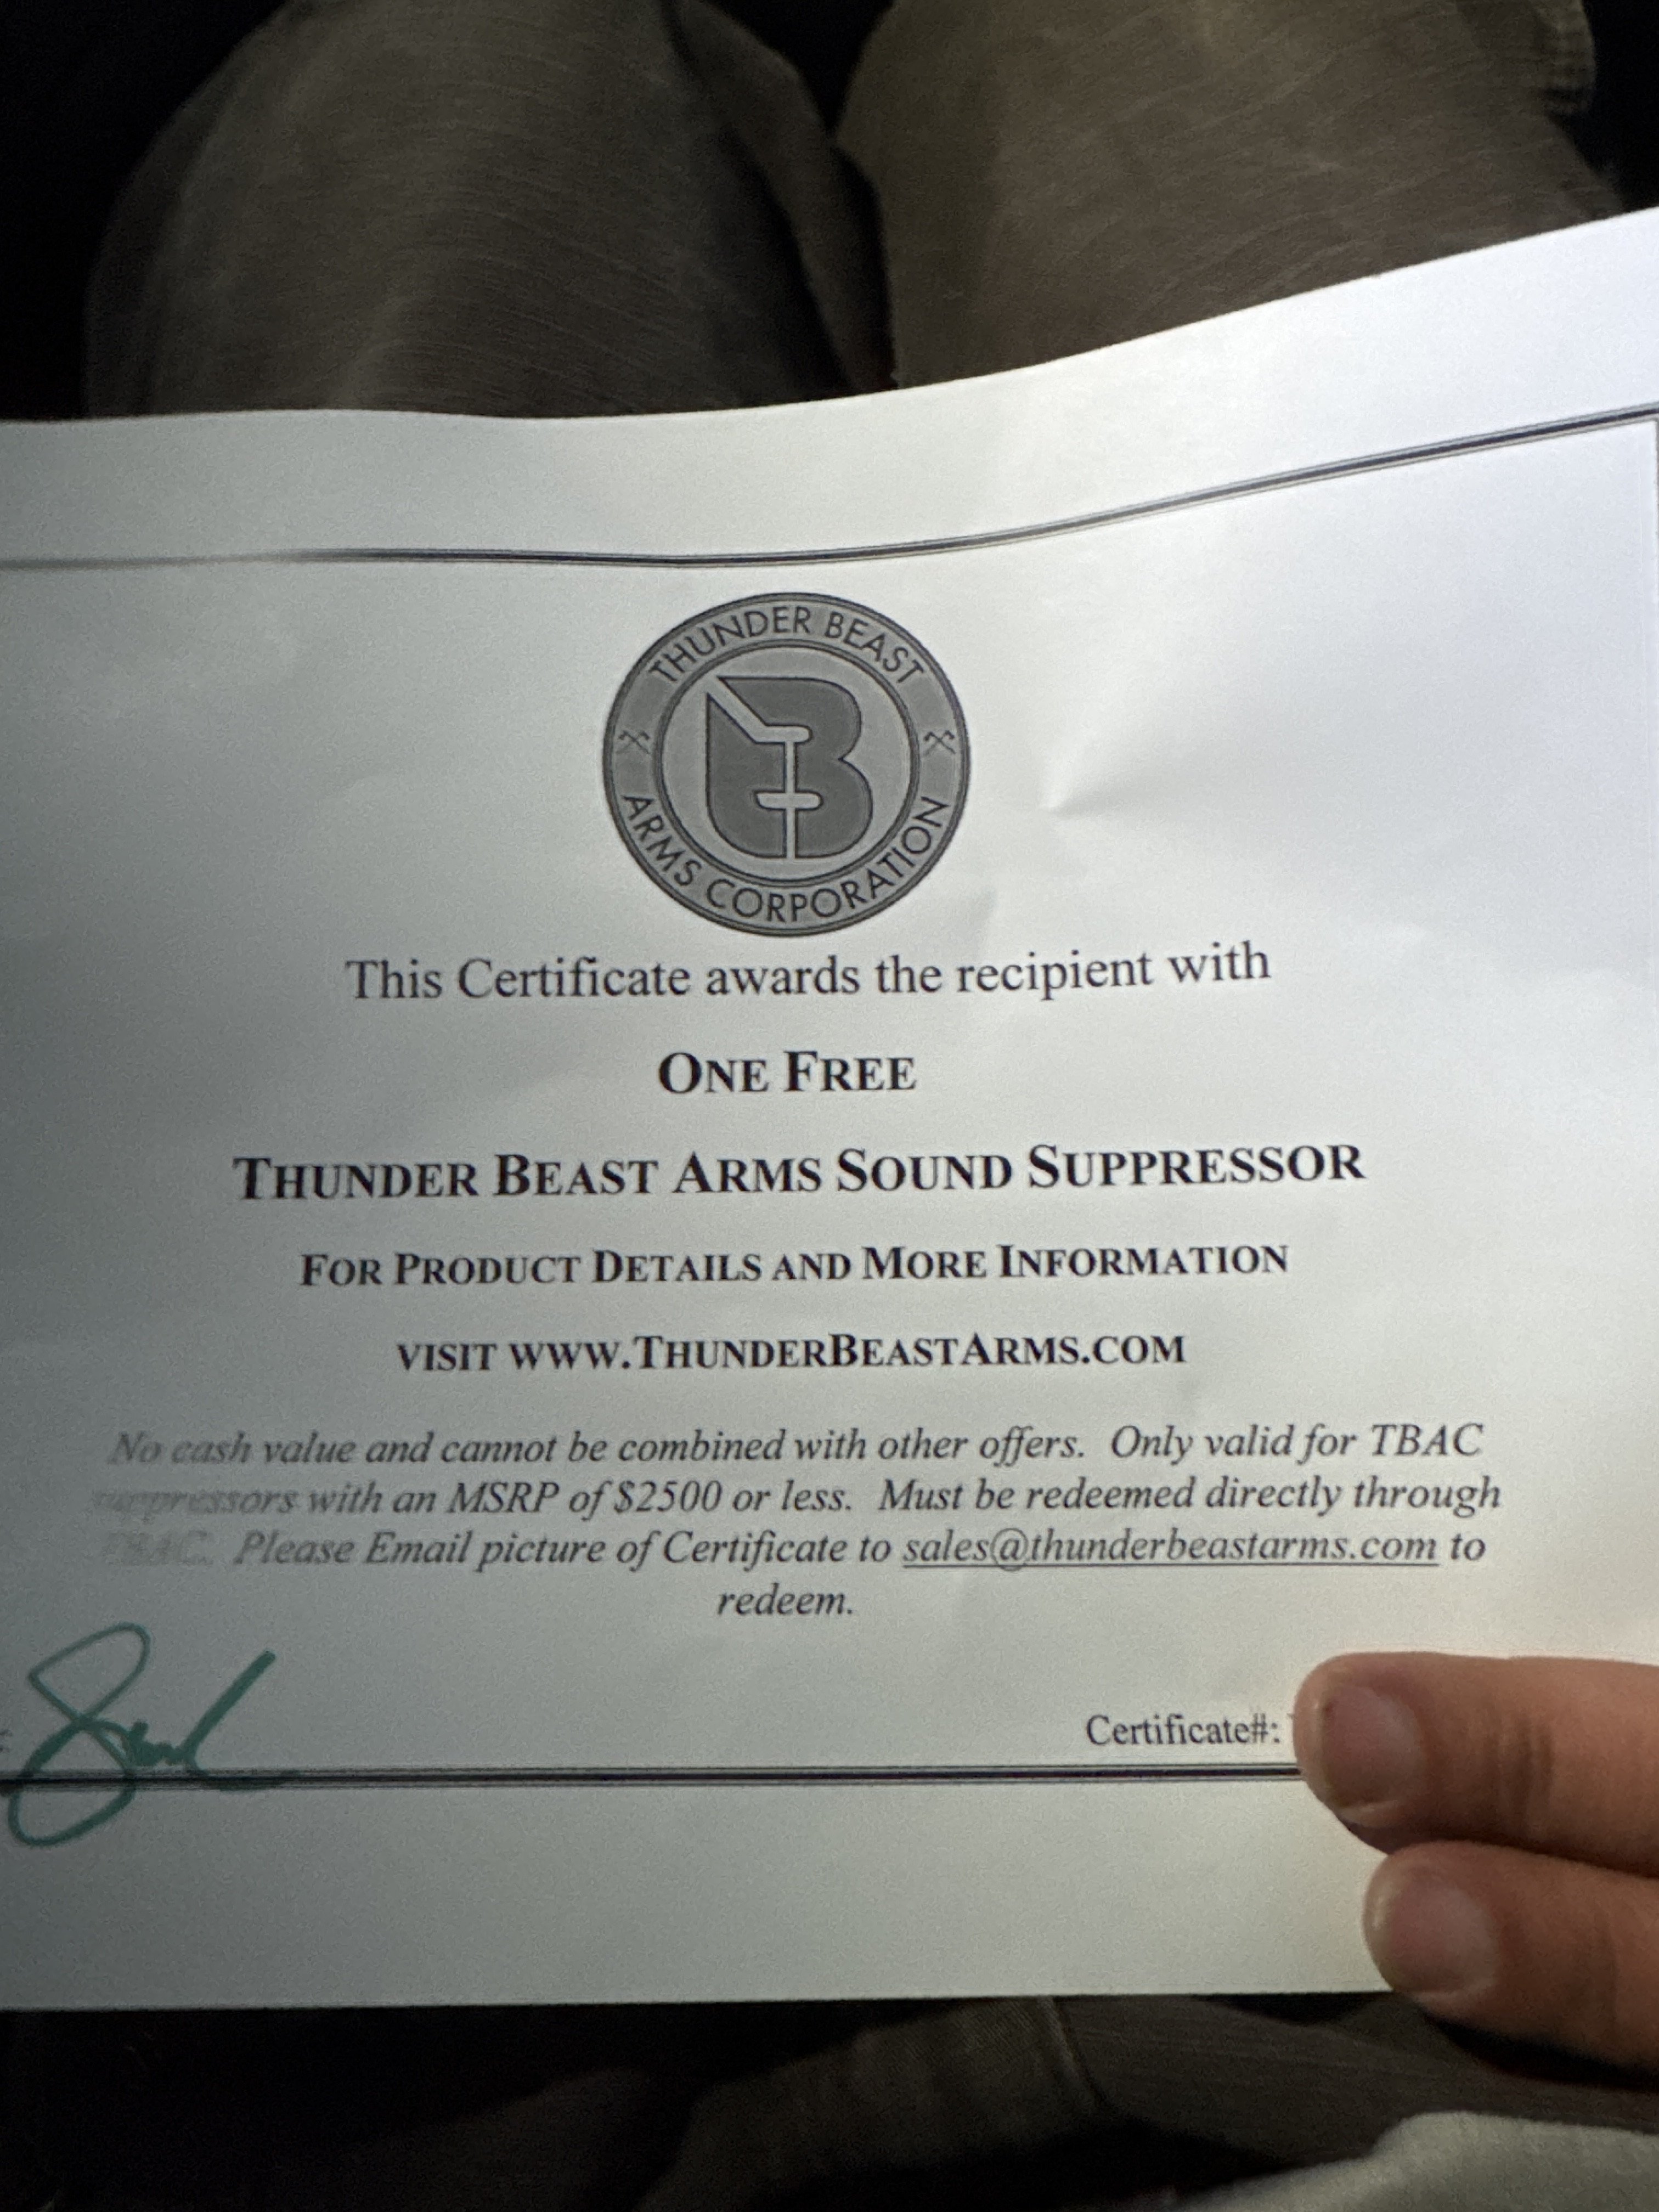 THUNDER BEAST
ARMS CORPORATION
This Certificate awards the recipient with
ONE FREE
THUNDER BEAST ARMS SOUND SUPPRESSOR
FOR PRODUCT DETAILS AND MORE INFORMATION
VISIT WWW.THUNDERBEASTARMS.COM
No cash value and cannot be combined with other offers. Only valid for TBAC
suppressors with an MSRP of $2500 or less. Must be redeemed directly through
TBAC. Please Email picture of Certificate to sales@thunderbeastarms.com to
redeem.
Certificate#: